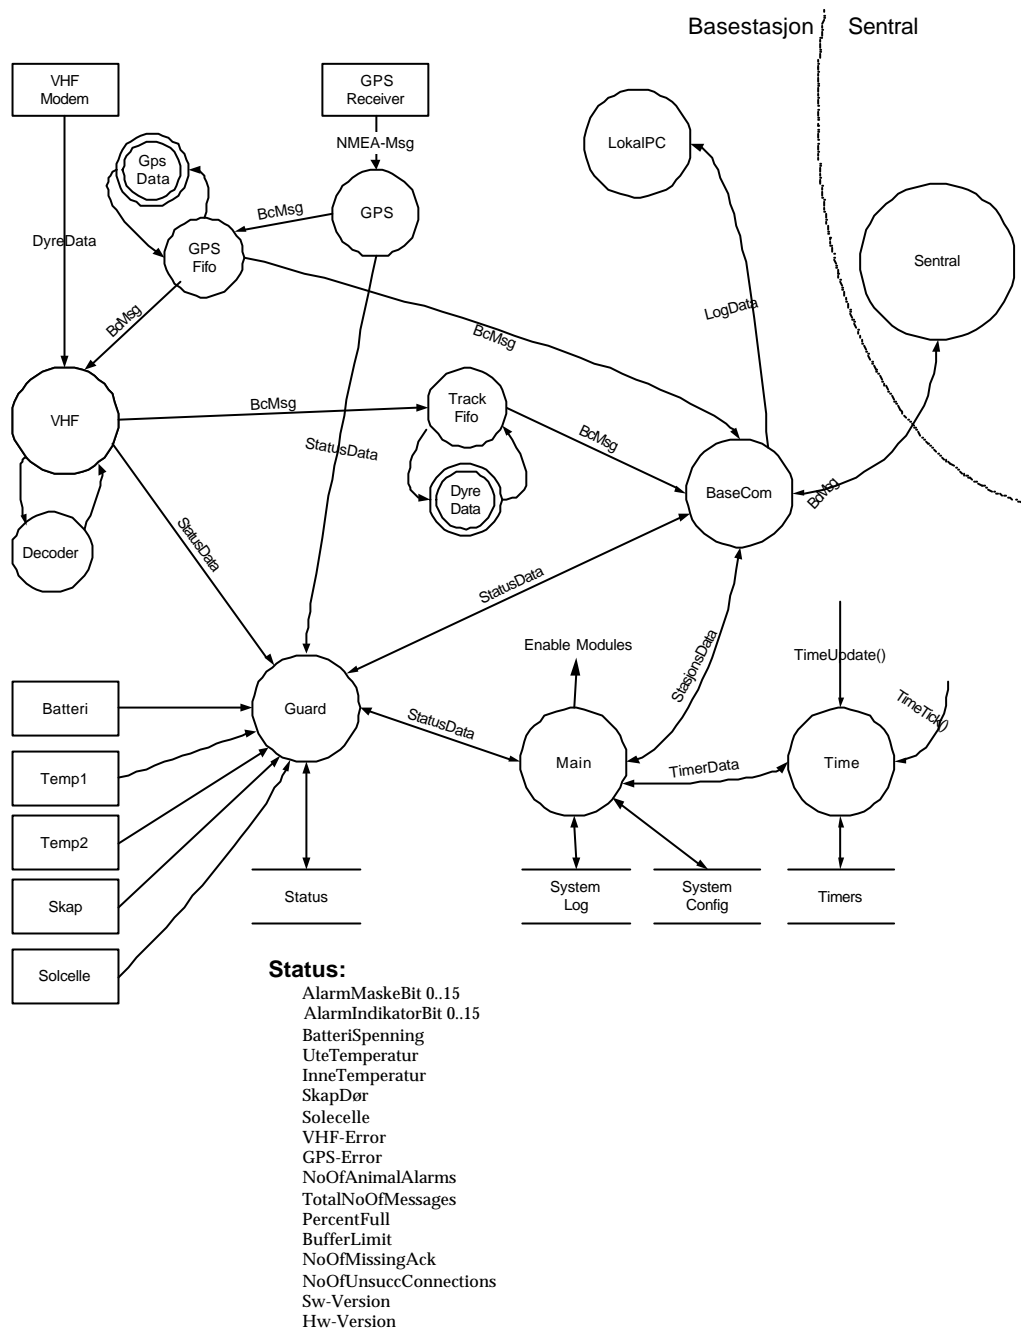 Basestasjon
Sentral
VHF
Modem
GPS
Receiver
NMEA-Msg
LokalPC
Gps
Data
BcMsg
GPS
DyreData
GPS
Fifo
Sentral
LogData
BcMsg
BcMsg
VHF
BcMsg
Track
Fifo
StatusData
BcMsg
BaseCom
BcMsg
Dyre
Data
Decoder
StatusData
StatusData
Enable Modules
StasjonsData
TimeUpdate()
TimeTick()
Batteri
Guard
StatusData
Main
TimerData
Time
Temp1
Temp2
Skap
Solcelle
Status
System
Log
System
Config
Timers
Status:
AlarmMaskeBit 0..15
AlarmIndikatorBit 0..15
BatteriSpenning
UteTemperatur
InneTemperatur
SkapDør
Solecelle
VHF-Error
GPS-Error
NoOfAnimalAlarms
TotalNoOfMessages
PercentFull
BufferLimit
NoOfMissingAck
NoOfUnsuccConnections
Sw-Version
Hw-Version